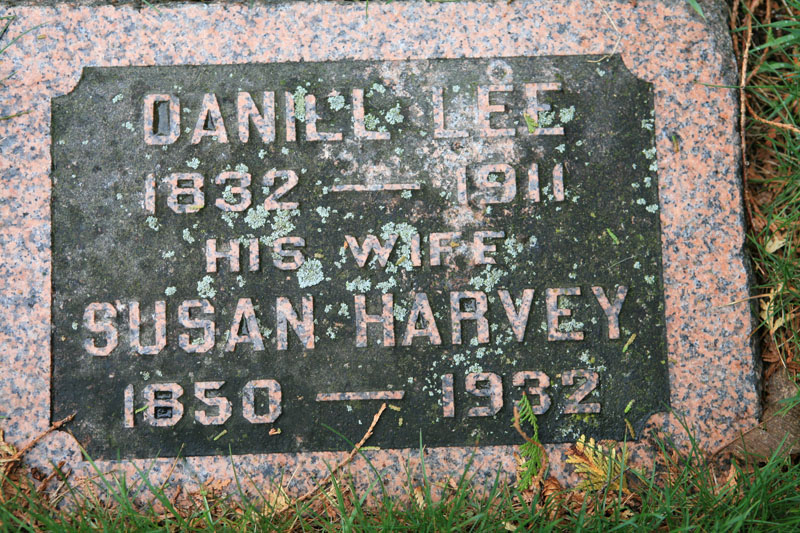 DANILL LEE
1832 — 1911
HIS WIFE
SUSAN HARVEY
1850 — 1932